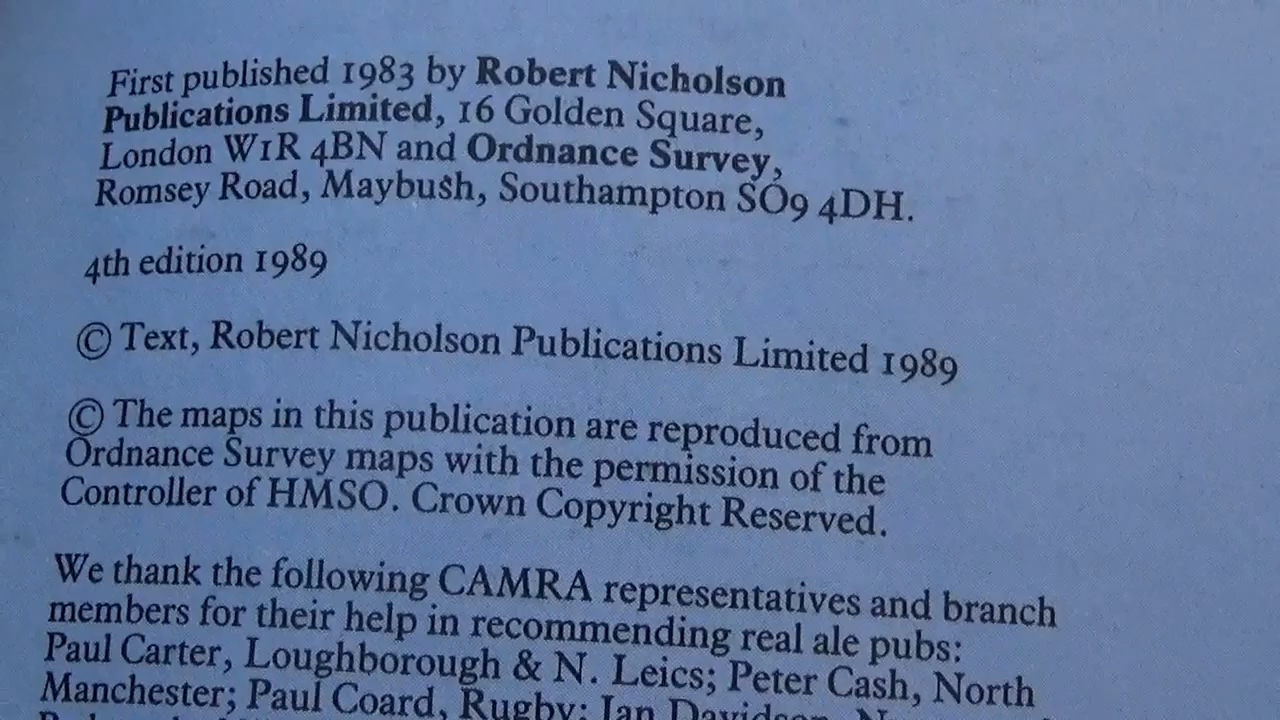 First published 1983 by Robert Nicholson
Publications Limited, 16 Golden Square,
London W1R 4BN and Ordnance Survey,
Romsey Road, Maybush, Southampton SO9 4DH.
4th edition 1989
© Text, Robert Nicholson Publications Limited 1989
© The maps in this publication are reproduced from
Ordnance Survey maps with the permission of the
Controller of HMSO. Crown Copyright Reserved.
We thank the following CAMRA representatives and branch
members for their help in recommending real ale pubs:
Paul Carter, Loughborough & N. Leics; Peter Cash, North
Manchester; Paul Coard, Rugby; Ian Davidson,